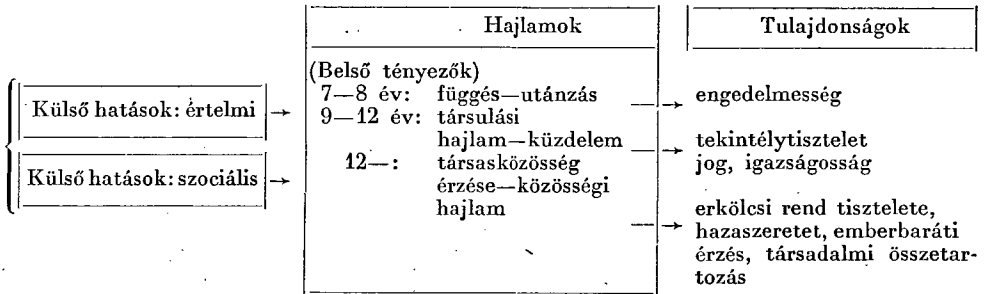 Külső hatások: értelmi →
Külső hatások: szociális →
Hajlamok
(Belső tényezők)
7—8 év: függés—utánzás
9—12 év: társulási
hajlam—küzdelem
12—: társasközösség
érzése—közösségi
hajlam
Tulajdonságok
→ engedelmesség
→ tekintélytisztelet
jog, igazságosság
→ erkölcsi rend tisztelete,
hazaszeretet, emberbaráti
érzés, társadalmi összetar-
tozás